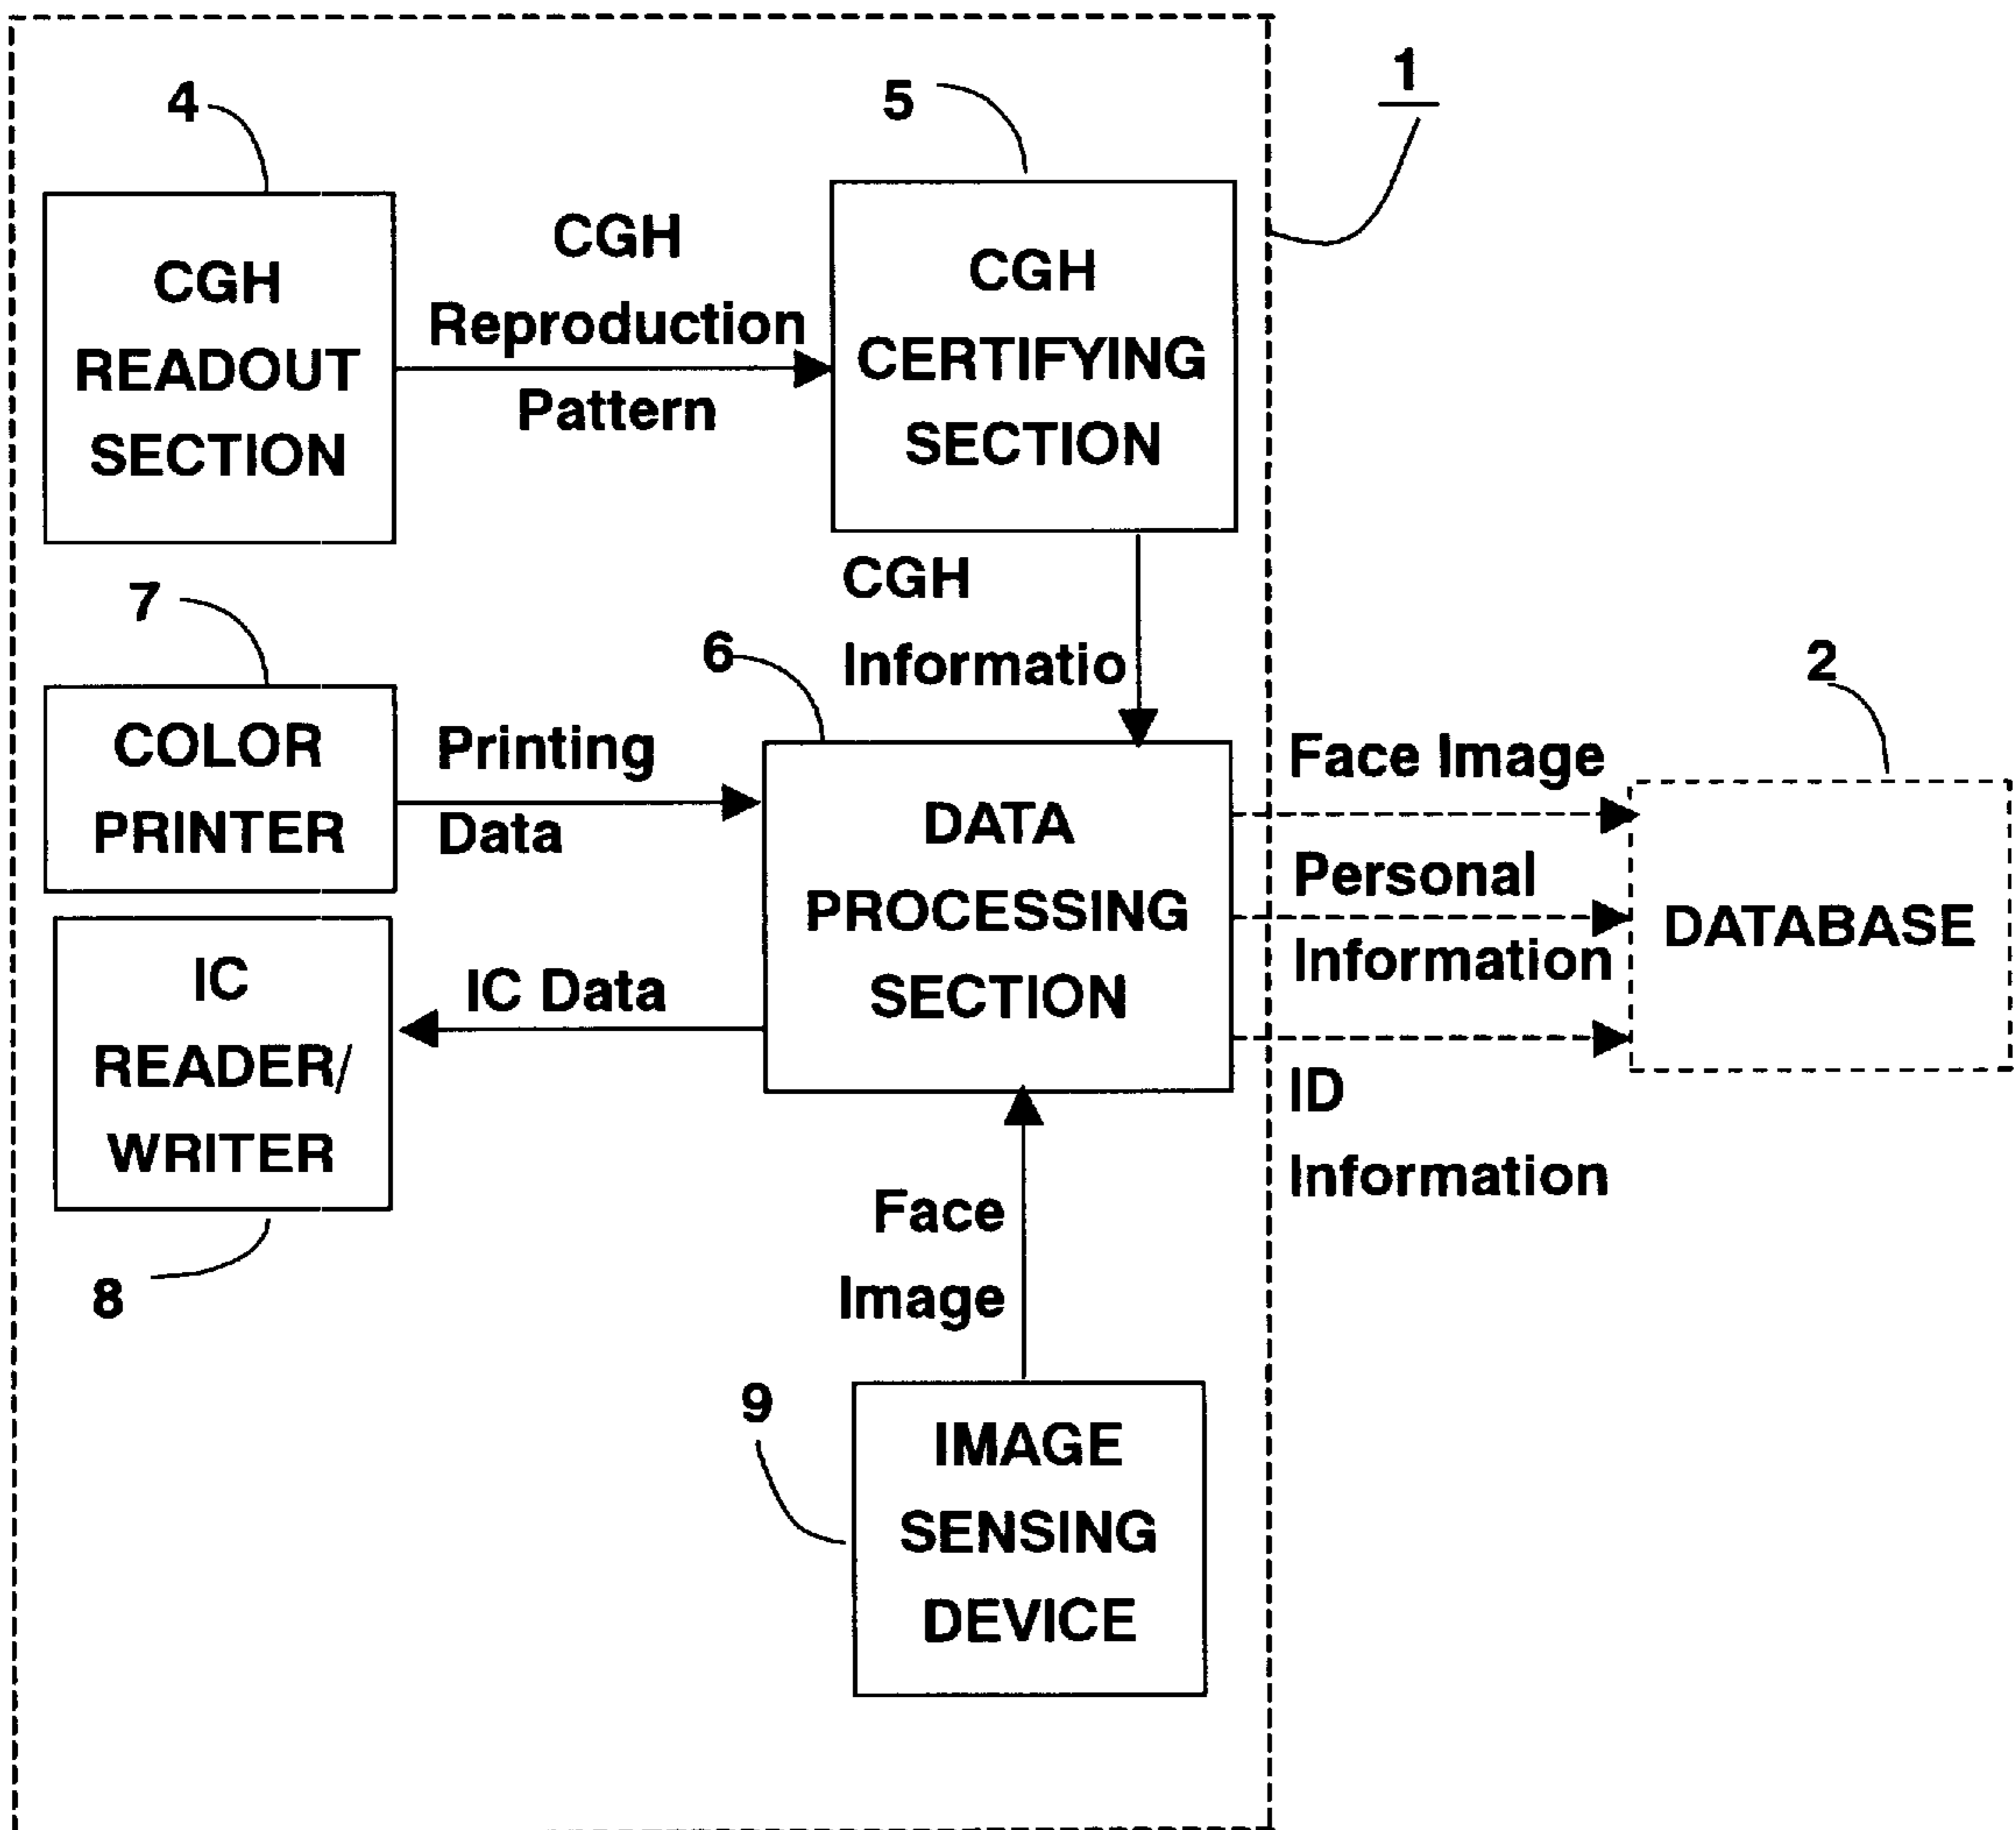 1
4
5
CGH
READOUT
SECTION
CGH
Reproduction
Pattern
CGH
CERTIFYING
SECTION
CGH
Informatio
7
6
2
COLOR
PRINTER
Printing
Data
DATA
PROCESSING
SECTION
Face Image
Personal
Information
ID
Information
DATABASE
IC
READER/
WRITER
IC Data
8
Face
Image
9
IMAGE
SENSING
DEVICE